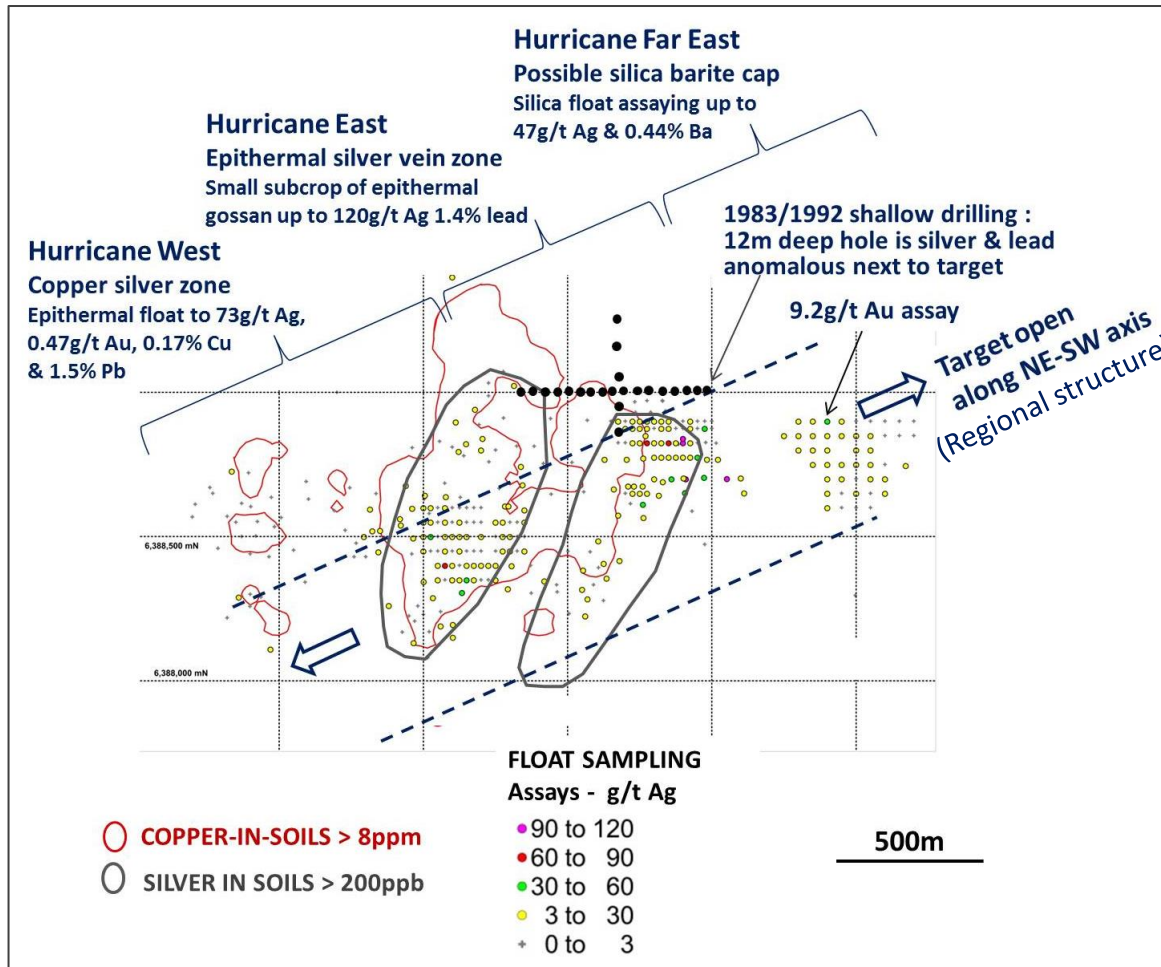 Hurricane Far East
Possible silica barite cap
Silica float assaying up to
47g/t Ag & 0.44% Ba
Hurricane East
Epithermal silver vein zone
Small subcrop of epithermal
gossan up to 120g/t Ag 1.4% lead
Hurricane West
Copper silver zone
Epithermal float to 73g/t Ag,
0.47g/t Au, 0.17% Cu
& 1.5% Pb
1983/1992 shallow drilling :
12m deep hole is silver & lead
anomalous next to target
9.2g/t Au assay
Target open
along NE-SW axis
(Regional structure)
6,388,500 mN
6,388,000 mN
FLOAT SAMPLING
Assays - g/t Ag
90 to 120
60 to 90
30 to 60
3 to 30
0 to 3
COPPER-IN-SOILS > 8ppm
SILVER IN SOILS > 200ppb
500m